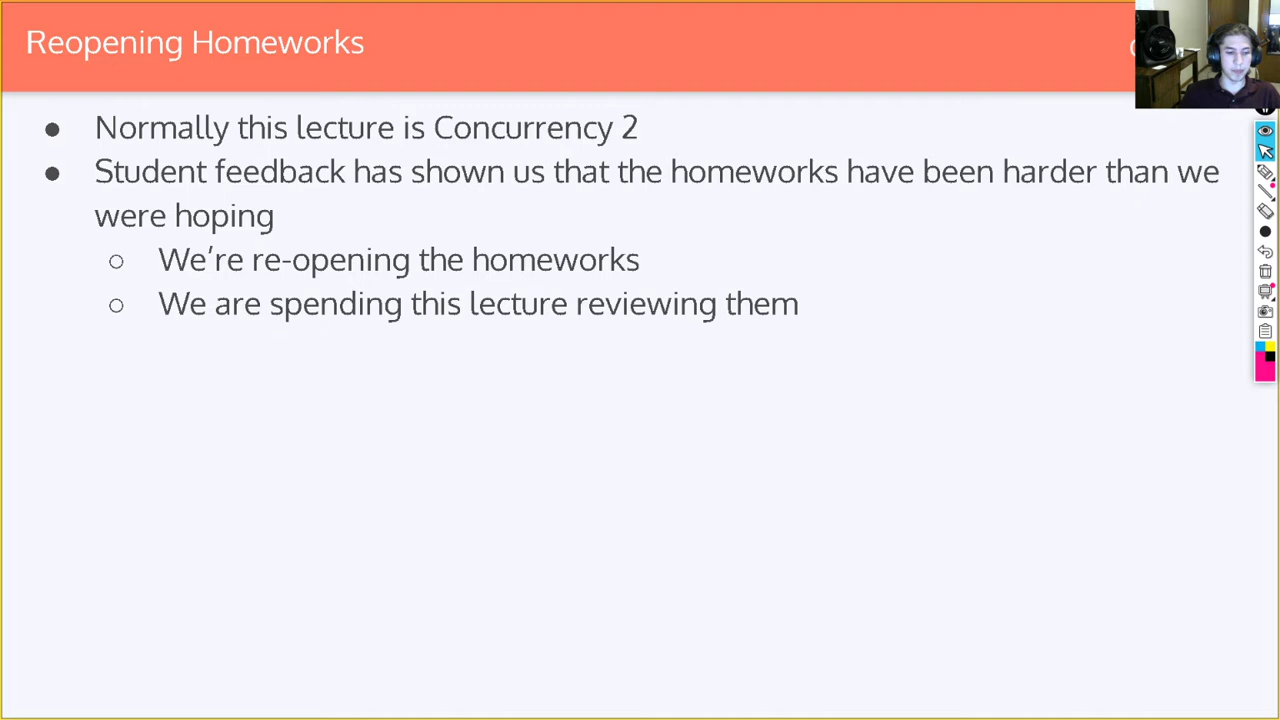 Reopening Homeworks
● Normally this lecture is Concurrency 2
● Student feedback has shown us that the homeworks have been harder than we
were hoping
○ We’re re-opening the homeworks
○ We are spending this lecture reviewing them